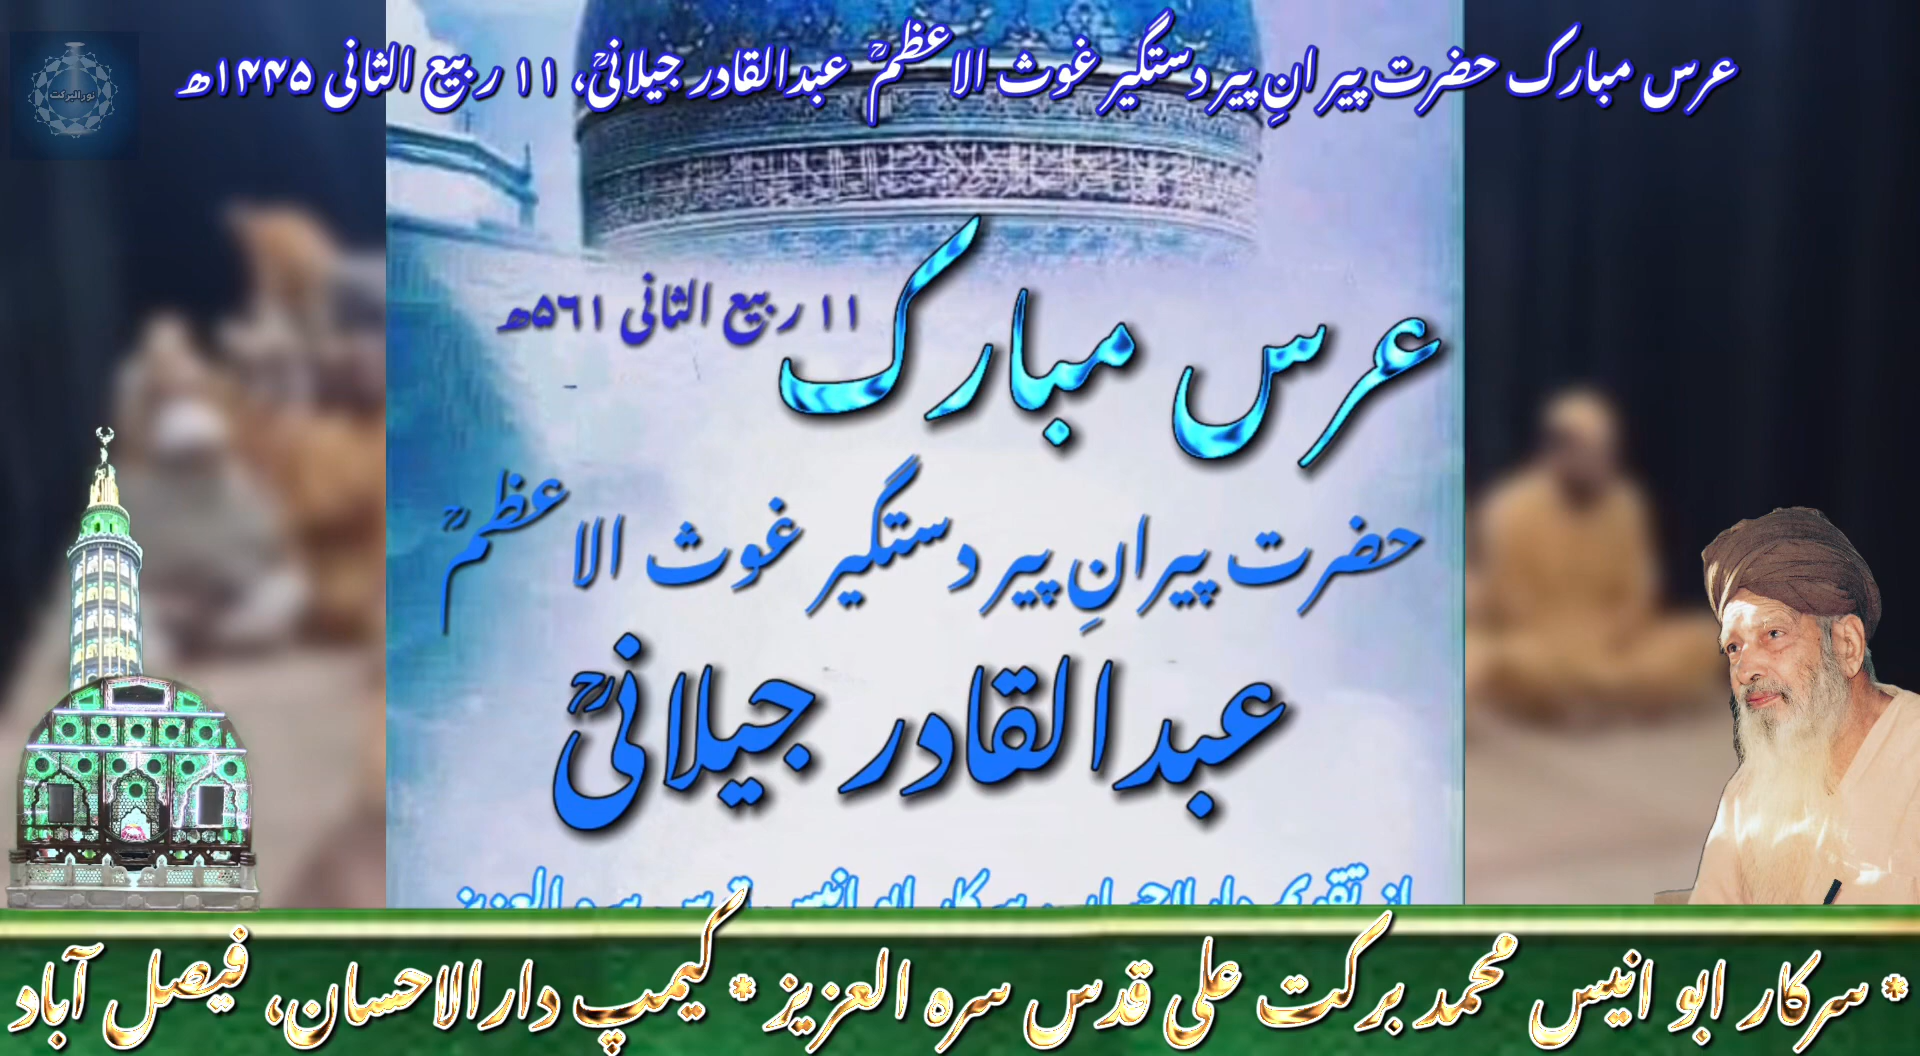 عرس مبارک حضرت پیرانِ پیر دستگیر غوث الاعظمؒ عبدالقادر جیلانیؒ، ۱۱ ربیع الثانی ۱۴۴۵ھ
نور البرکت
عرس مبارک
۱۱ ربیع الثانی ۵۶۱ھ
حضرت پیرانِ پیر دستگیر غوث الاعظمؒ
عبدالقادر جیلانیؒ
* سرکار ابو انیس محمد برکت علی قدس سرہ العزیز * کیمپ دارالاحسان، فیصل آباد